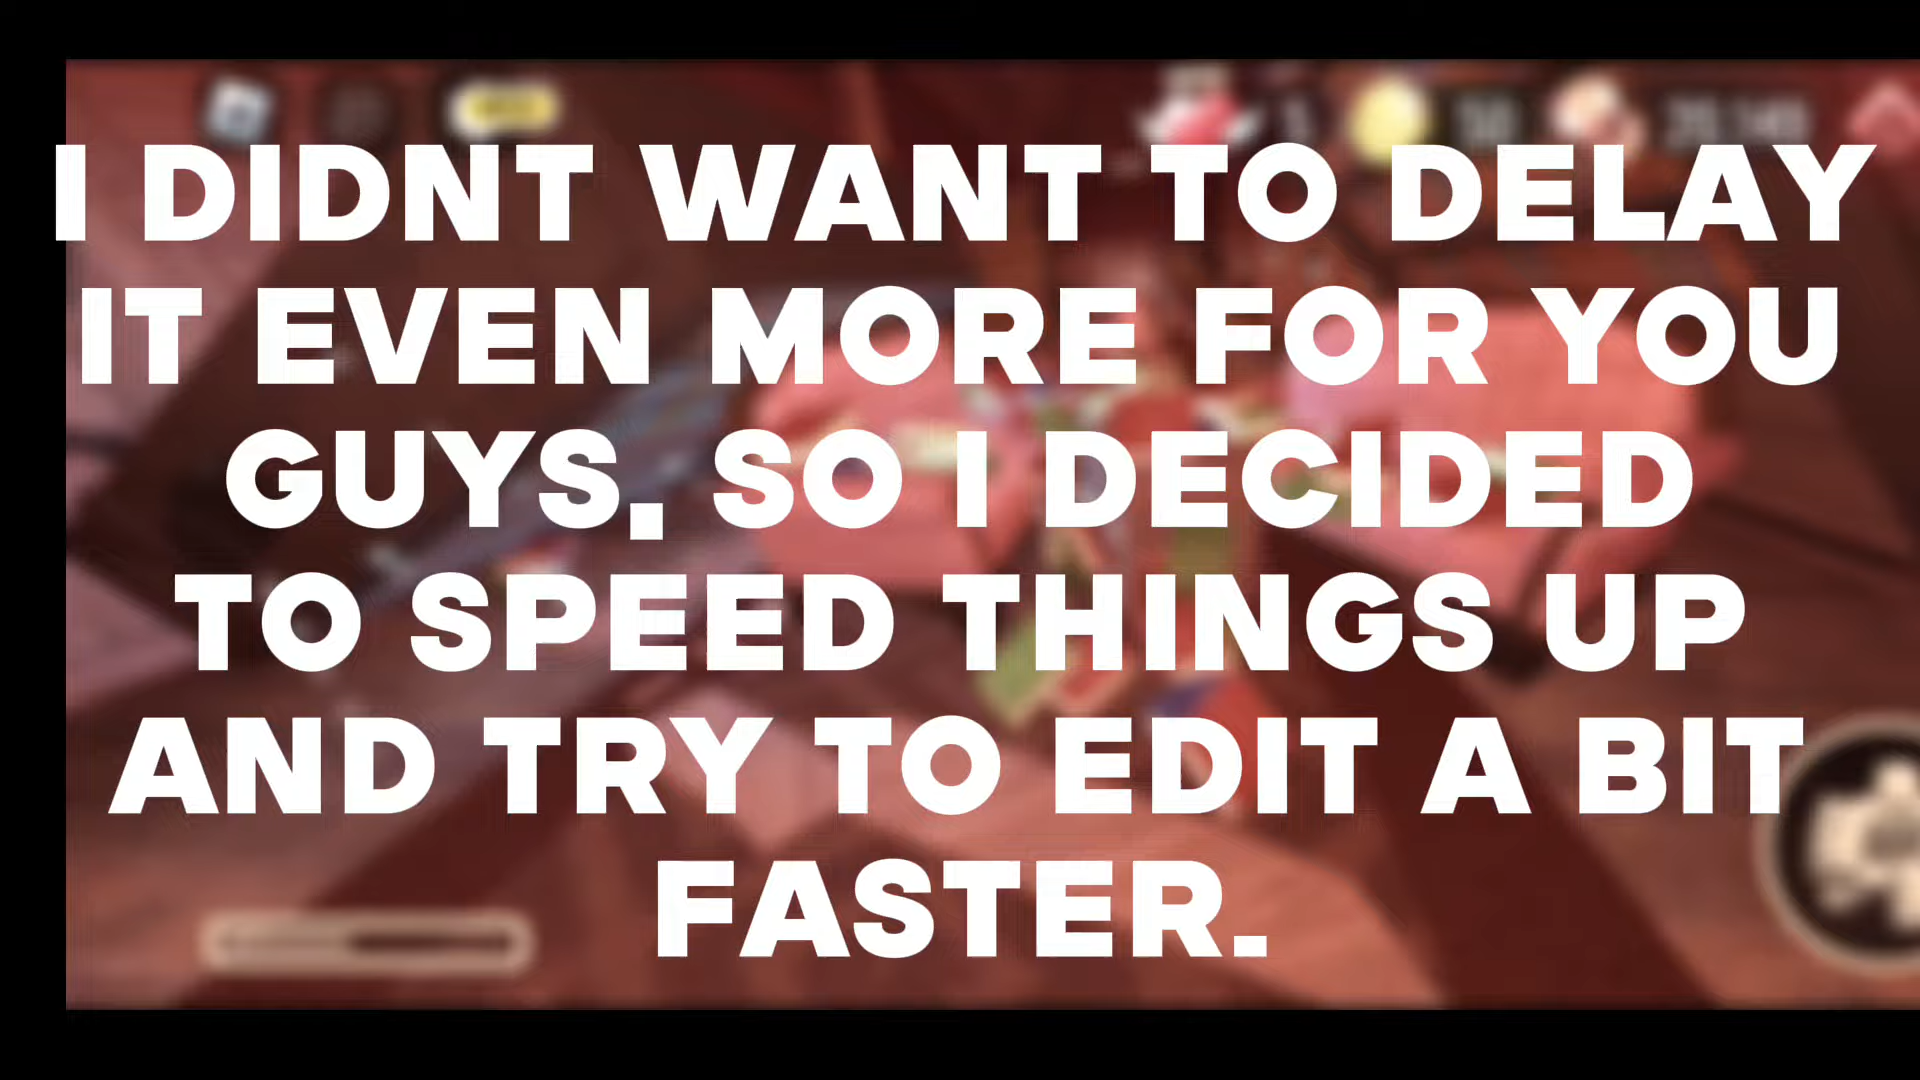 I DIDNT WANT TO DELAY
IT EVEN MORE FOR YOU
GUYS. SO I DECIDED
TO SPEED THINGS UP
AND TRY TO EDIT A BIT
FASTER.